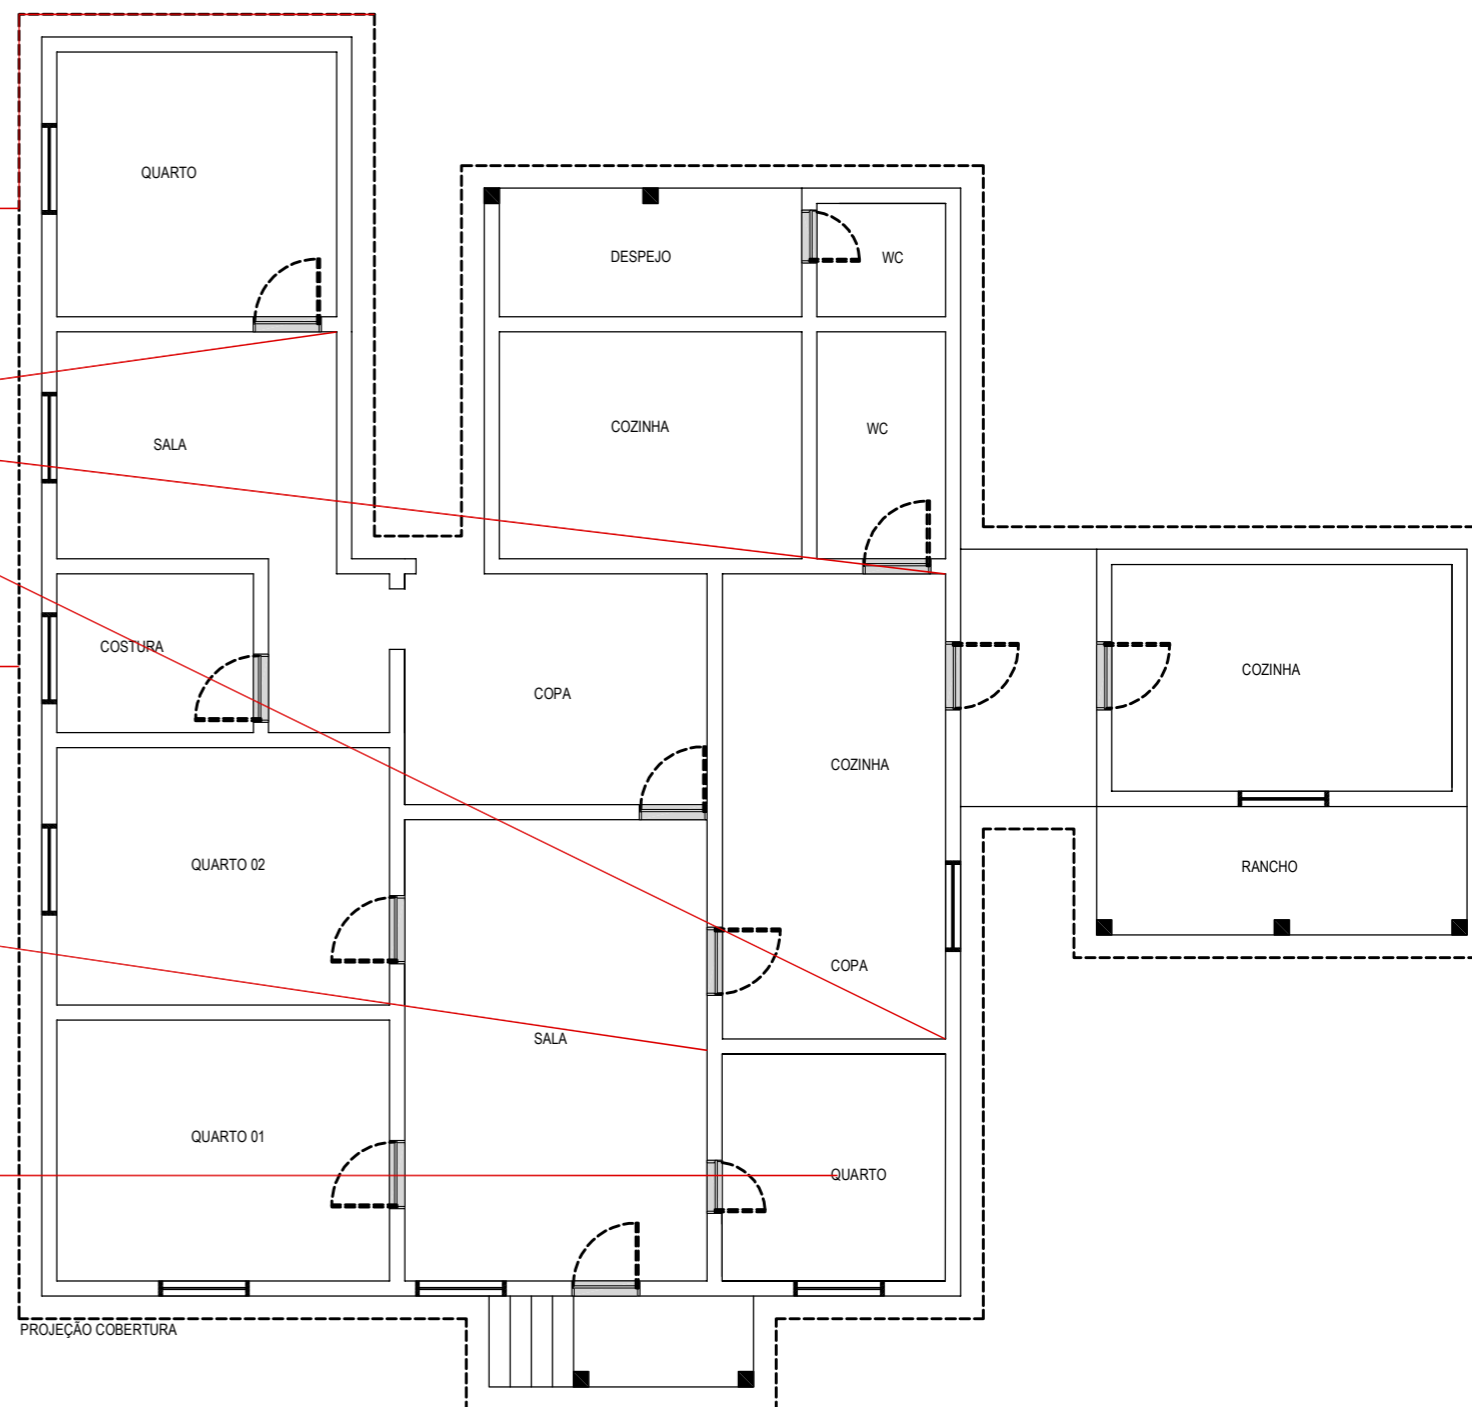 QUARTO
DESPEJO
WC
COZINHA
WC
SALA
COSTURA
COPA
COZINHA
COZINHA
QUARTO 02
RANCHO
COPA
SALA
QUARTO 01
QUARTO
PROJEÇÃO COBERTURA